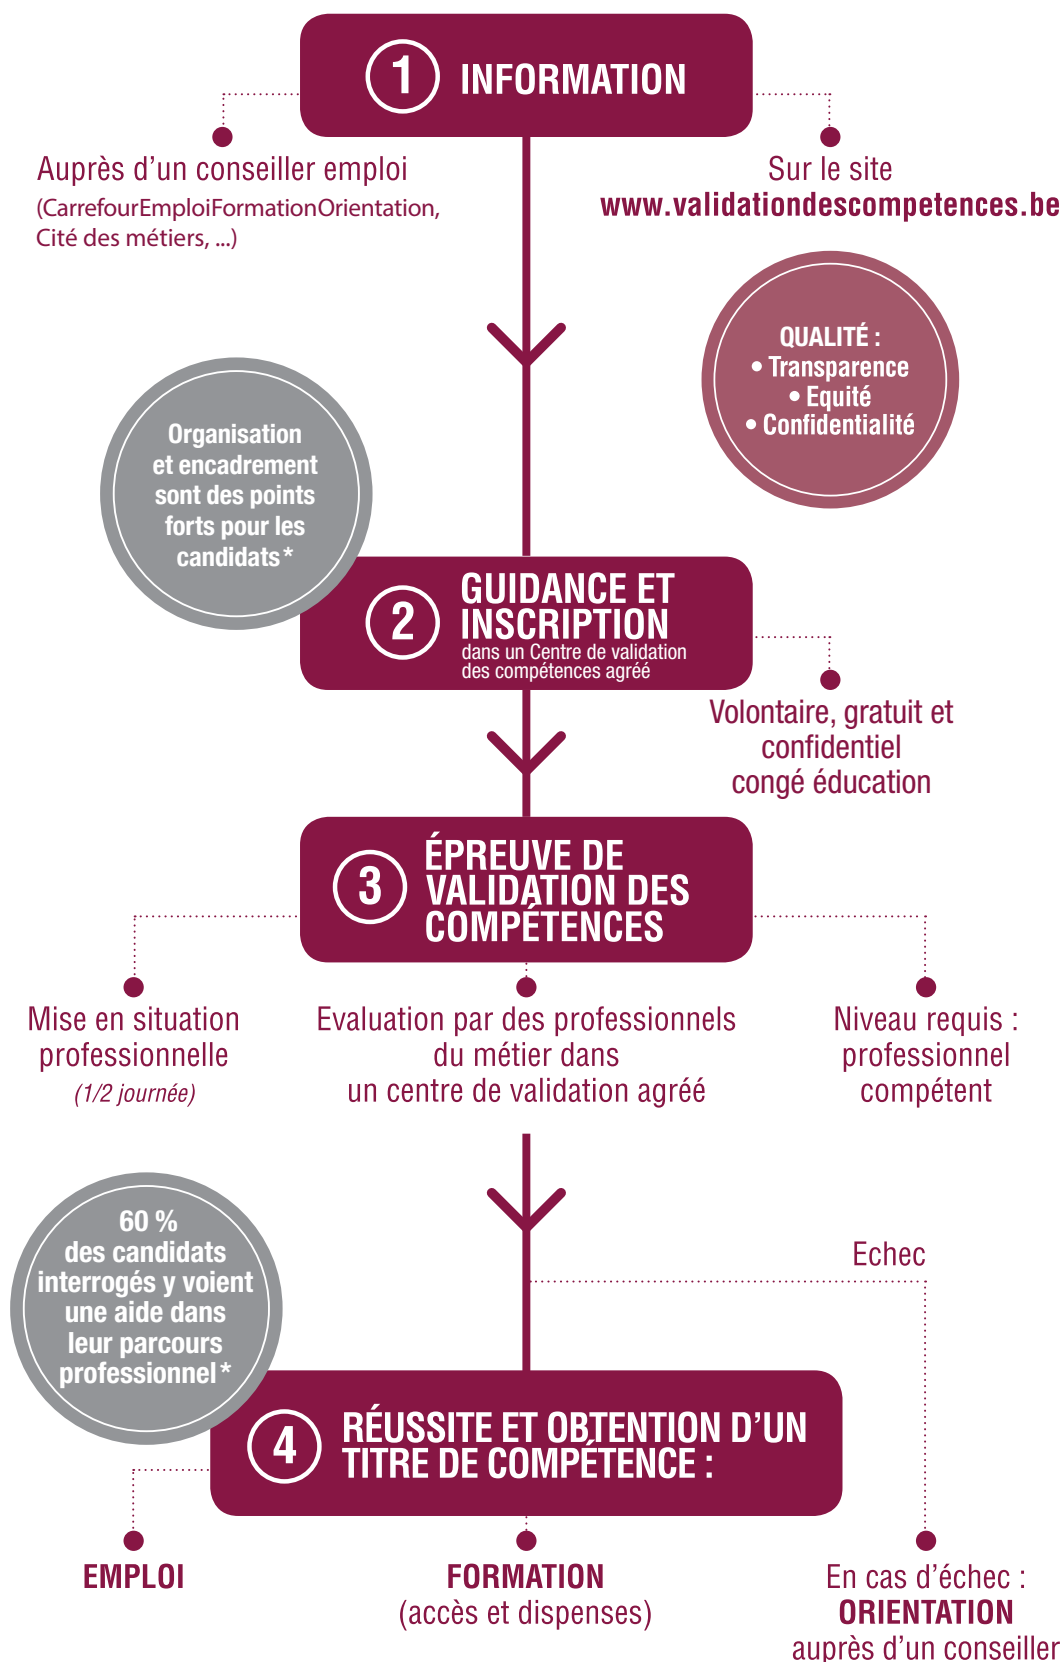 1 INFORMATION
Auprès d'un conseiller emploi
(CarrefourEmploiFormationOrientation,
Cité des métiers, ...)
Sur le site
www.validationdescompetences.be
QUALITÉ :
• Transparence
• Equité
• Confidentialité
Organisation
et encadrement
sont des points
forts pour les
candidats*
2 GUIDANCE ET
INSCRIPTION
dans un Centre de validation
des compétences agréé
Volontaire, gratuit et
confidentiel
congé éducation
3 ÉPREUVE DE
VALIDATION DES
COMPÉTENCES
Mise en situation
professionnelle
(1/2 journée)
Evaluation par des professionnels
du métier dans
un centre de validation agréé
Niveau requis :
professionnel
compétent
60 %
des candidats
interrogés y voient
une aide dans
leur parcours
professionnel*
Echec
4 RÉUSSITE ET OBTENTION D'UN
TITRE DE COMPÉTENCE :
EMPLOI
FORMATION
(accès et dispenses)
En cas d'échec :
ORIENTATION
auprès d'un conseiller